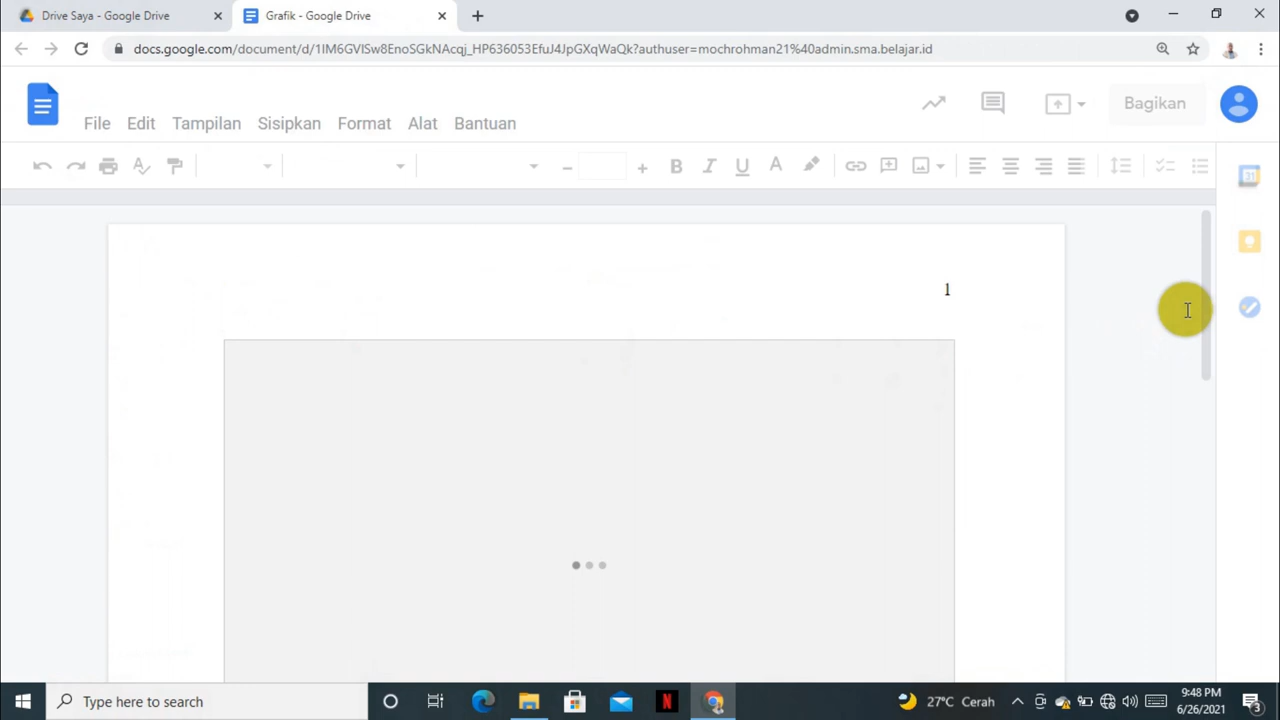 Drive Saya - Google Drive
Grafik - Google Drive
docs.google.com/document/d/1IM6GVISw8EnoSGkNAcqj_HP636053EfuJ4JpGXqWaQk?authuser=mochrohman21%40admin.sma.belajar.id
File Edit Tampilan Sisipkan Format Alat Bantuan
Bagikan
B I U A
31
1
Type here to search
N
27°C Cerah
9:48 PM
6/26/2021
3